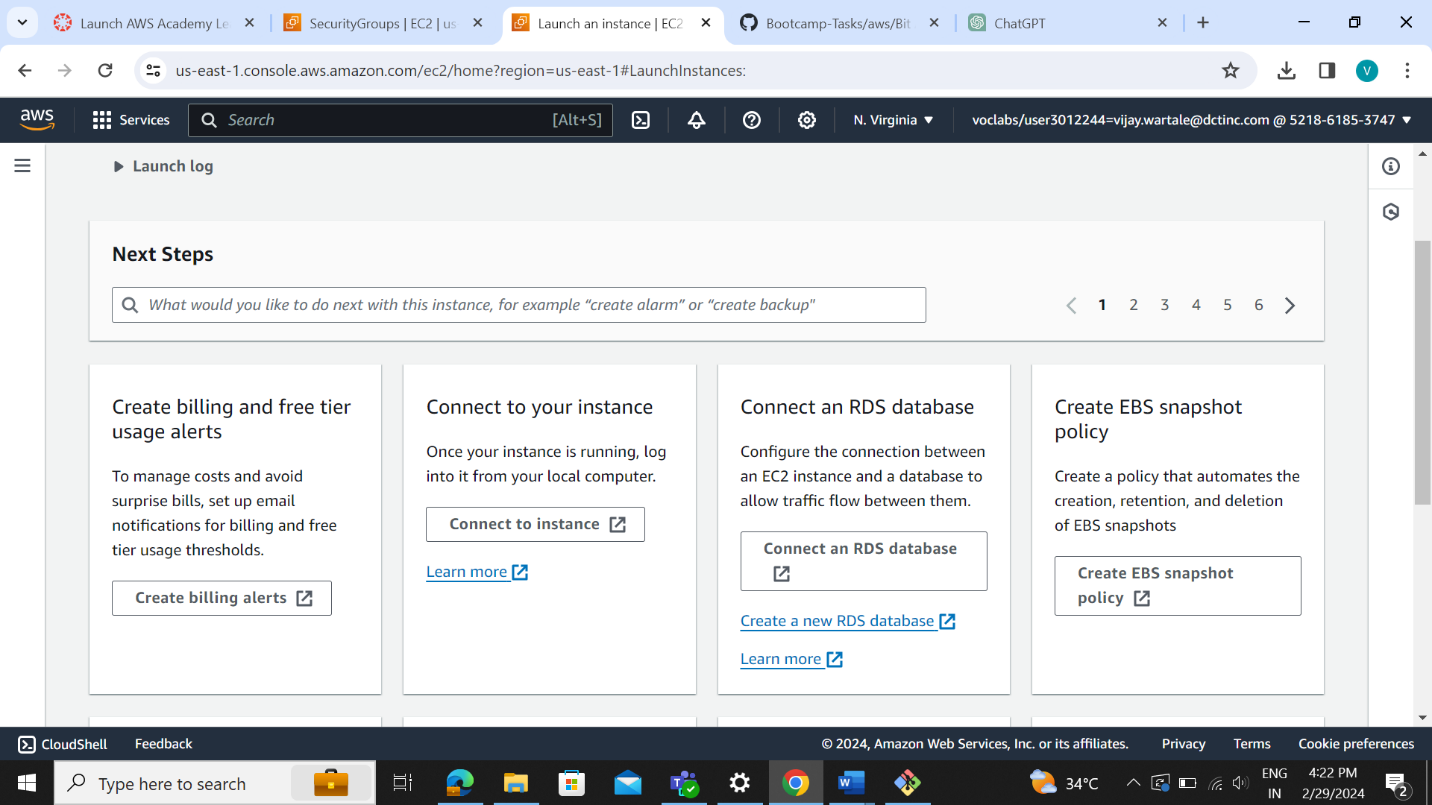 Launch AWS Academy Le
SecurityGroups | EC2 | us
Launch an instance | EC2
Bootcamp-Tasks/aws/Bit
ChatGPT
us-east-1.console.aws.amazon.com/ec2/home?region=us-east-1#LaunchInstances:
V
aws
Services
Search
[Alt+S]
N. Virginia
voclabs/user3012244=vijay.wartale@dctinc.com @ 5218-6185-3747
Launch log
Next Steps
What would you like to do next with this instance, for example “create alarm” or “create backup"
1 2 3 4 5 6
Create billing and free tier
usage alerts
To manage costs and avoid
surprise bills, set up email
notifications for billing and free
tier usage thresholds.
Create billing alerts
Connect to your instance
Once your instance is running, log
into it from your local computer.
Connect to instance
Learn more
Connect an RDS database
Configure the connection between
an EC2 instance and a database to
allow traffic flow between them.
Connect an RDS database
Create a new RDS database
Learn more
Create EBS snapshot
policy
Create a policy that automates the
creation, retention, and deletion
of EBS snapshots
Create EBS snapshot
policy
CloudShell
Feedback
© 2024, Amazon Web Services, Inc. or its affiliates.
Privacy
Terms
Cookie preferences
Type here to search
34°C
ENG
IN
4:22 PM
2/29/2024
2